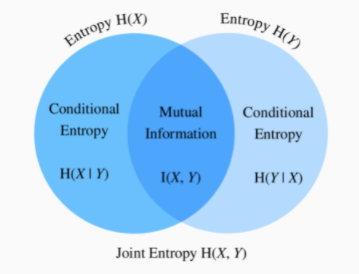 Entropy H(X)
Entropy H(Y)
Conditional
Entropy
H(X | Y)
Mutual
Information
I(X, Y)
Conditional
Entropy
H(Y | X)
Joint Entropy H(X, Y)